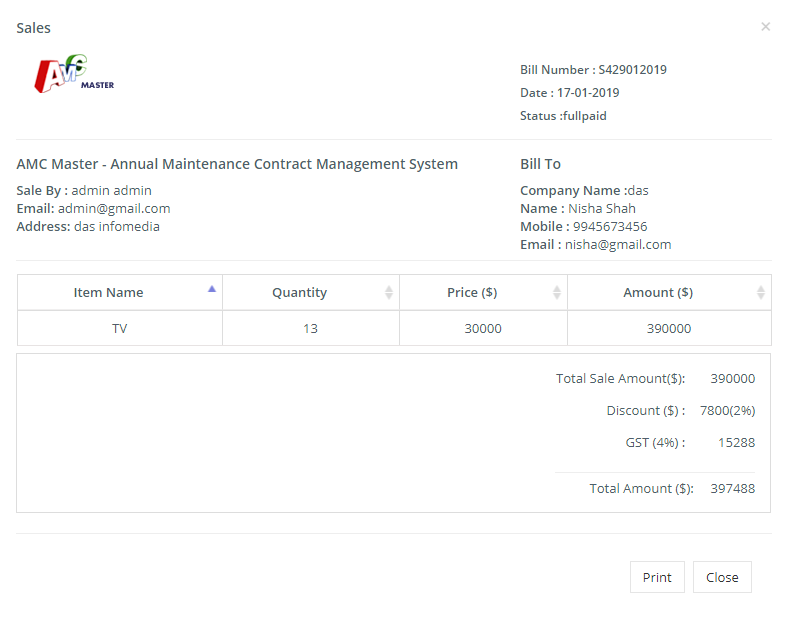 Sales
×
AMC
MASTER
Bill Number : S429012019
Date : 17-01-2019
Status :fullpaid
AMC Master - Annual Maintenance Contract Management System
Sale By : admin admin
Email: admin@gmail.com
Address: das infomedia
Bill To
Company Name :das
Name : Nisha Shah
Mobile : 9945673456
Email : nisha@gmail.com
Item Name Quantity Price ($) Amount ($)
TV 13 30000 390000
Total Sale Amount($): 390000
Discount ($) : 7800(2%)
GST (4%) : 15288
Total Amount ($): 397488
Print Close